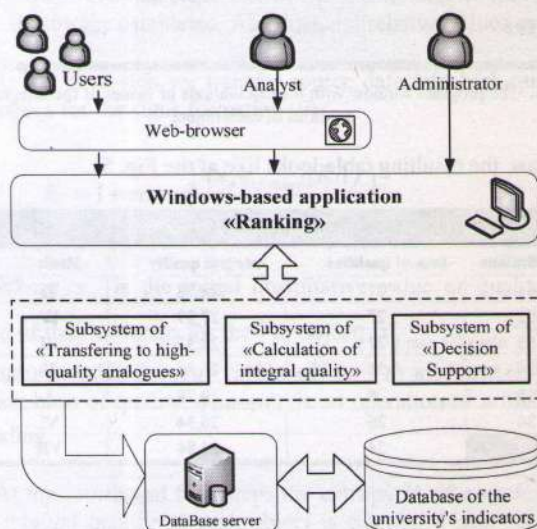 Users
Analyst
Administrator
Web-browser
Windows-based application
«Ranking»
Subsystem of
«Transfering to high-
quality analogues»
Subsystem of
«Calculation of
integral quality»
Subsystem of
«Decision
Support»
DataBase server
Database of the
university's indicators